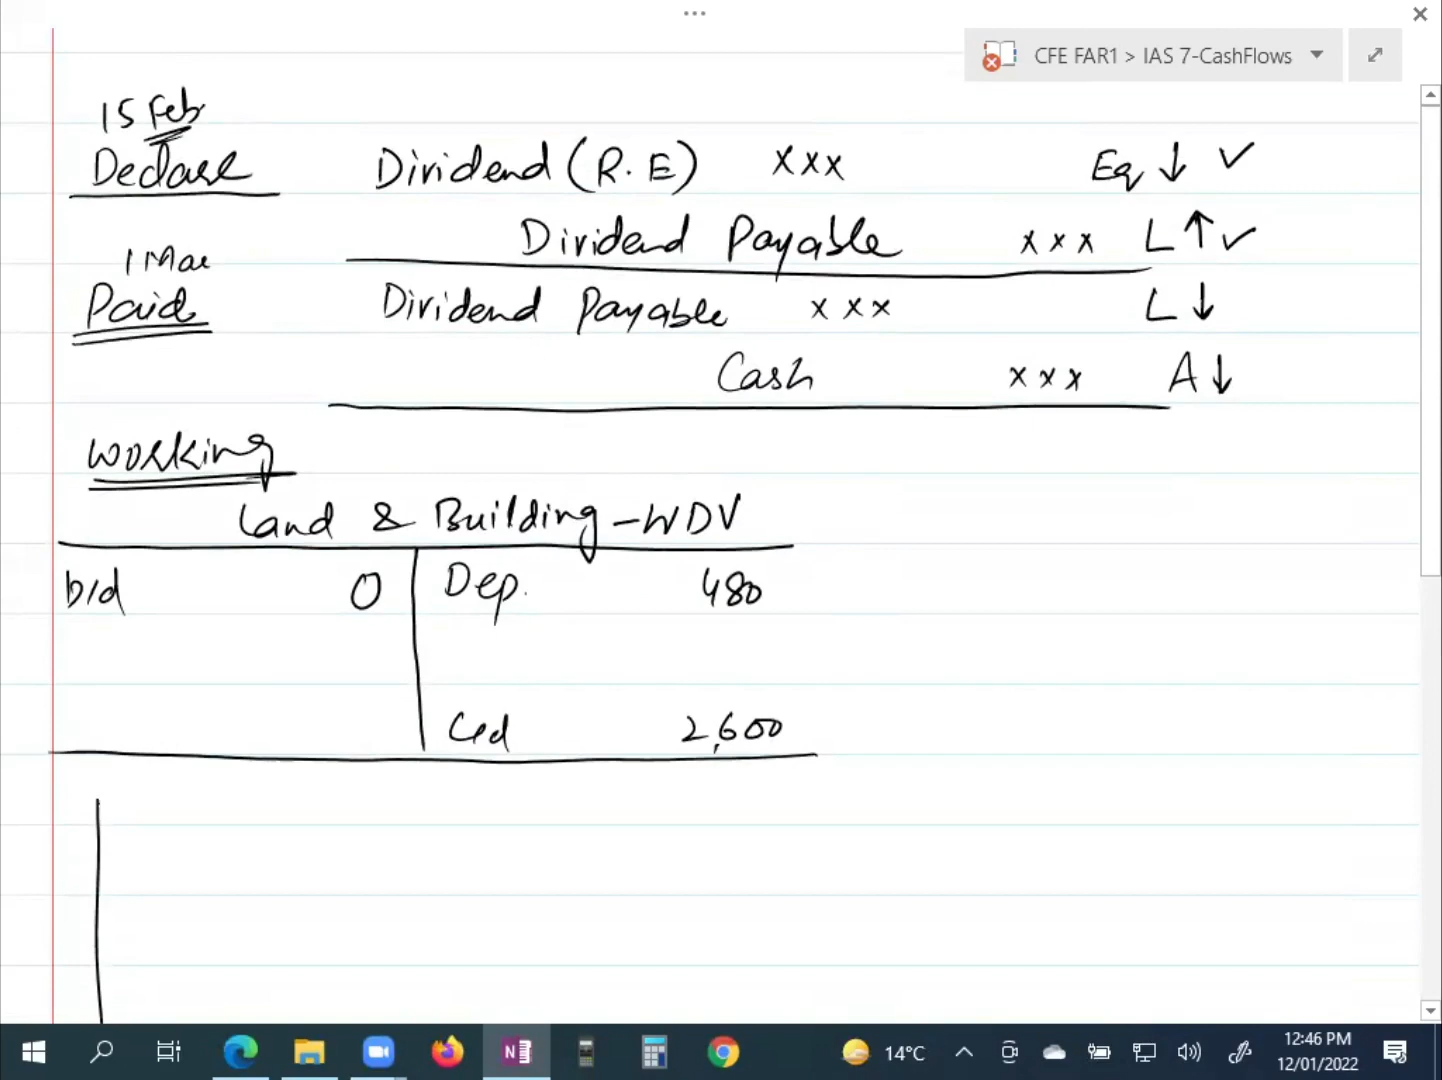 CFE FAR1 > IAS 7-CashFlows
15 Feb
Declare Dividend (R.E) xxx Eq ↓ ✓
Dividend Payable xxx L ↑ ✓
1 Mar
Paid Dividend Payable xxx L ↓
Cash xxx A ↓
Working
Land & Building - WDV
b/d 0 Dep. 480
c/d 2,600
14°C
12:46 PM
12/01/2022